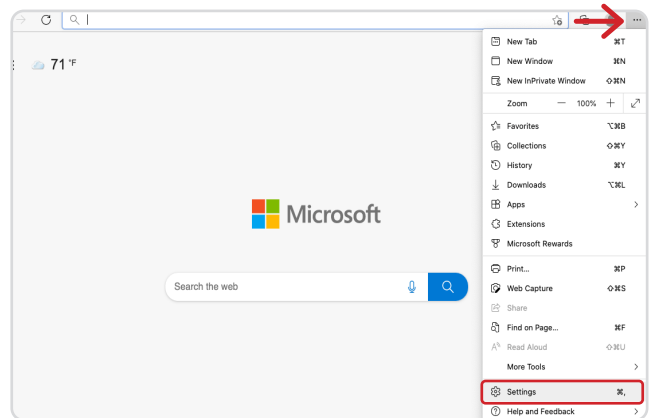 71 °F
Microsoft
Search the web
New Tab ⌘T
New Window ⌘N
New InPrivate Window ⇧⌘N
Zoom — 100% +
Favorites ⌥⌘B
Collections ⇧⌘Y
History ⌘Y
Downloads ⌥⌘L
Apps
Extensions
Microsoft Rewards
Print... ⌘P
Web Capture ⇧⌘S
Share
Find on Page... ⌘F
Read Aloud ⇧⌘U
More Tools
Settings ⌘,
Help and Feedback